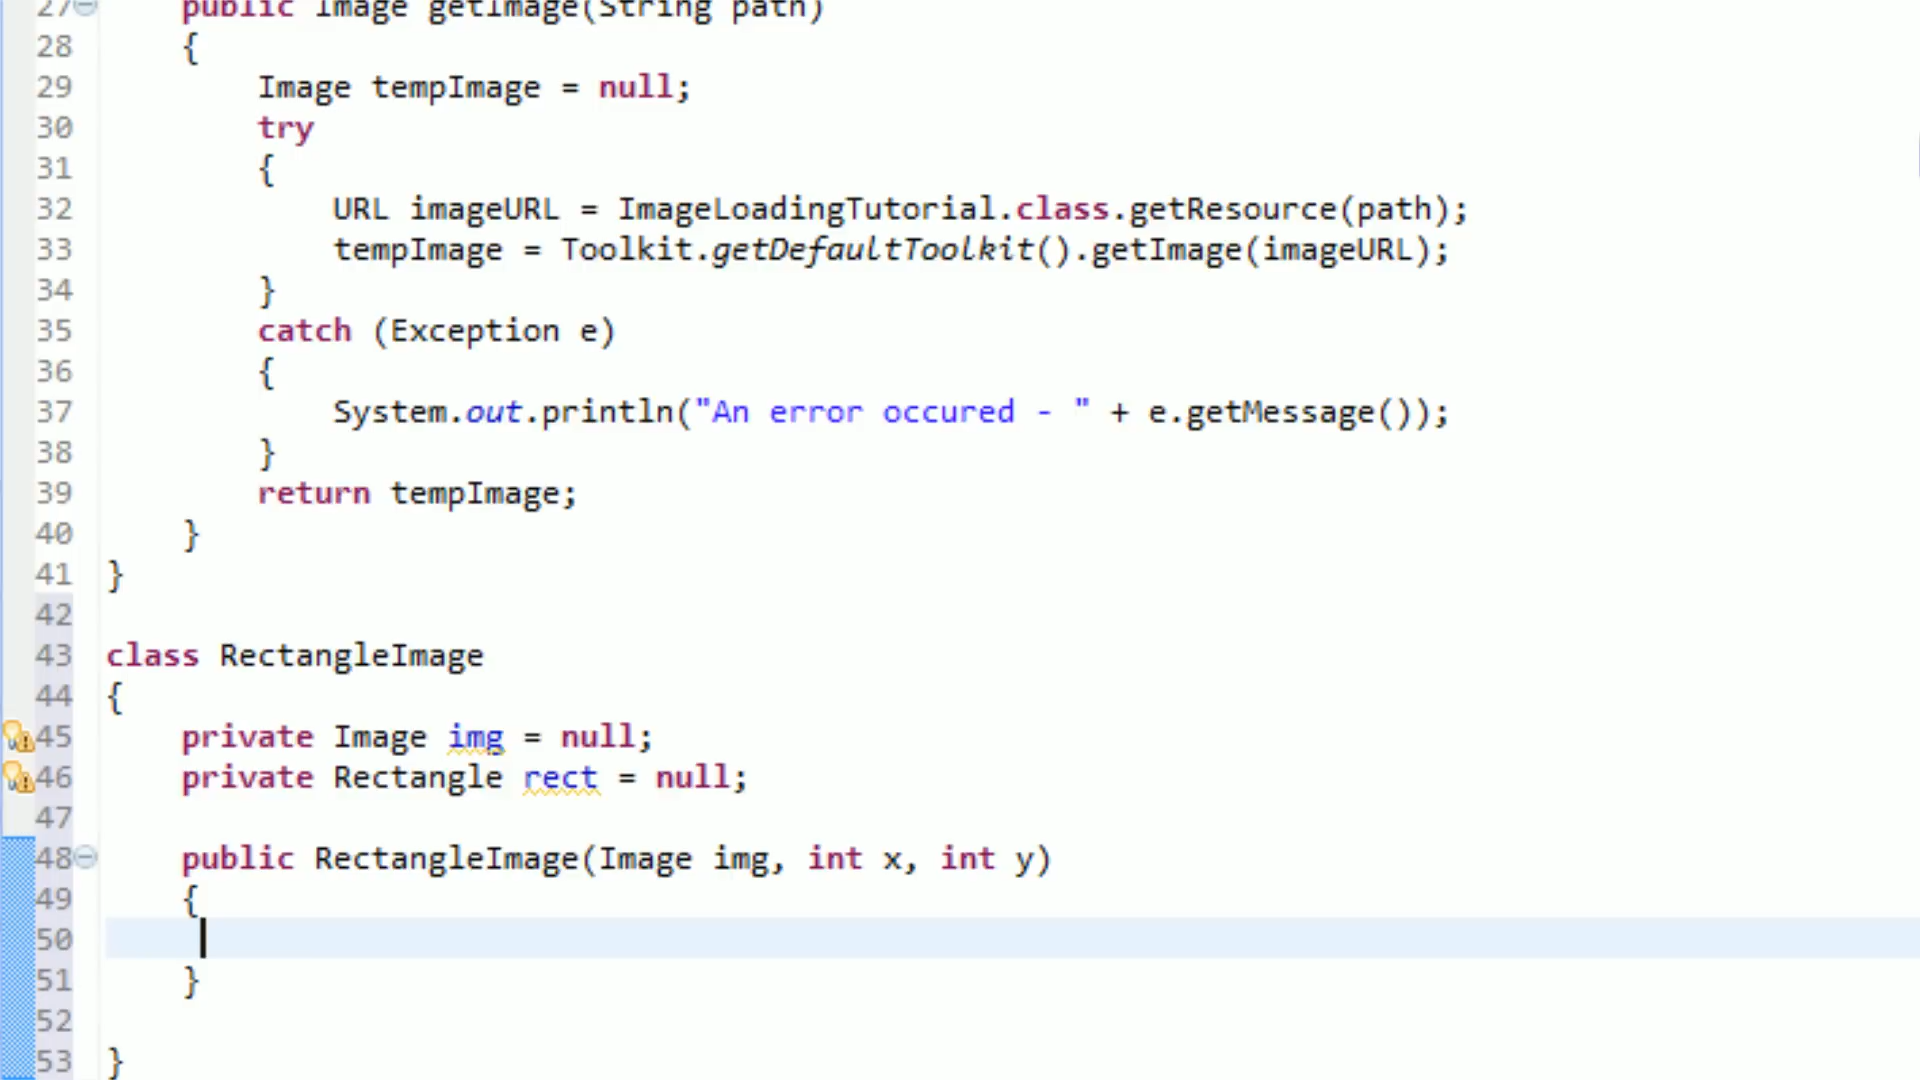 27 public Image getImage(String path)
28 {
29 Image tempImage = null;
30 try
31 {
32 URL imageURL = ImageLoadingTutorial.class.getResource(path);
33 tempImage = Toolkit.getDefaultToolkit().getImage(imageURL);
34 }
35 catch (Exception e)
36 {
37 System.out.println("An error occured - " + e.getMessage());
38 }
39 return tempImage;
40 }
41 }
42
43 class RectangleImage
44 {
45 private Image img = null;
46 private Rectangle rect = null;
47
48 public RectangleImage(Image img, int x, int y)
49 {
50
51 }
52
53 }